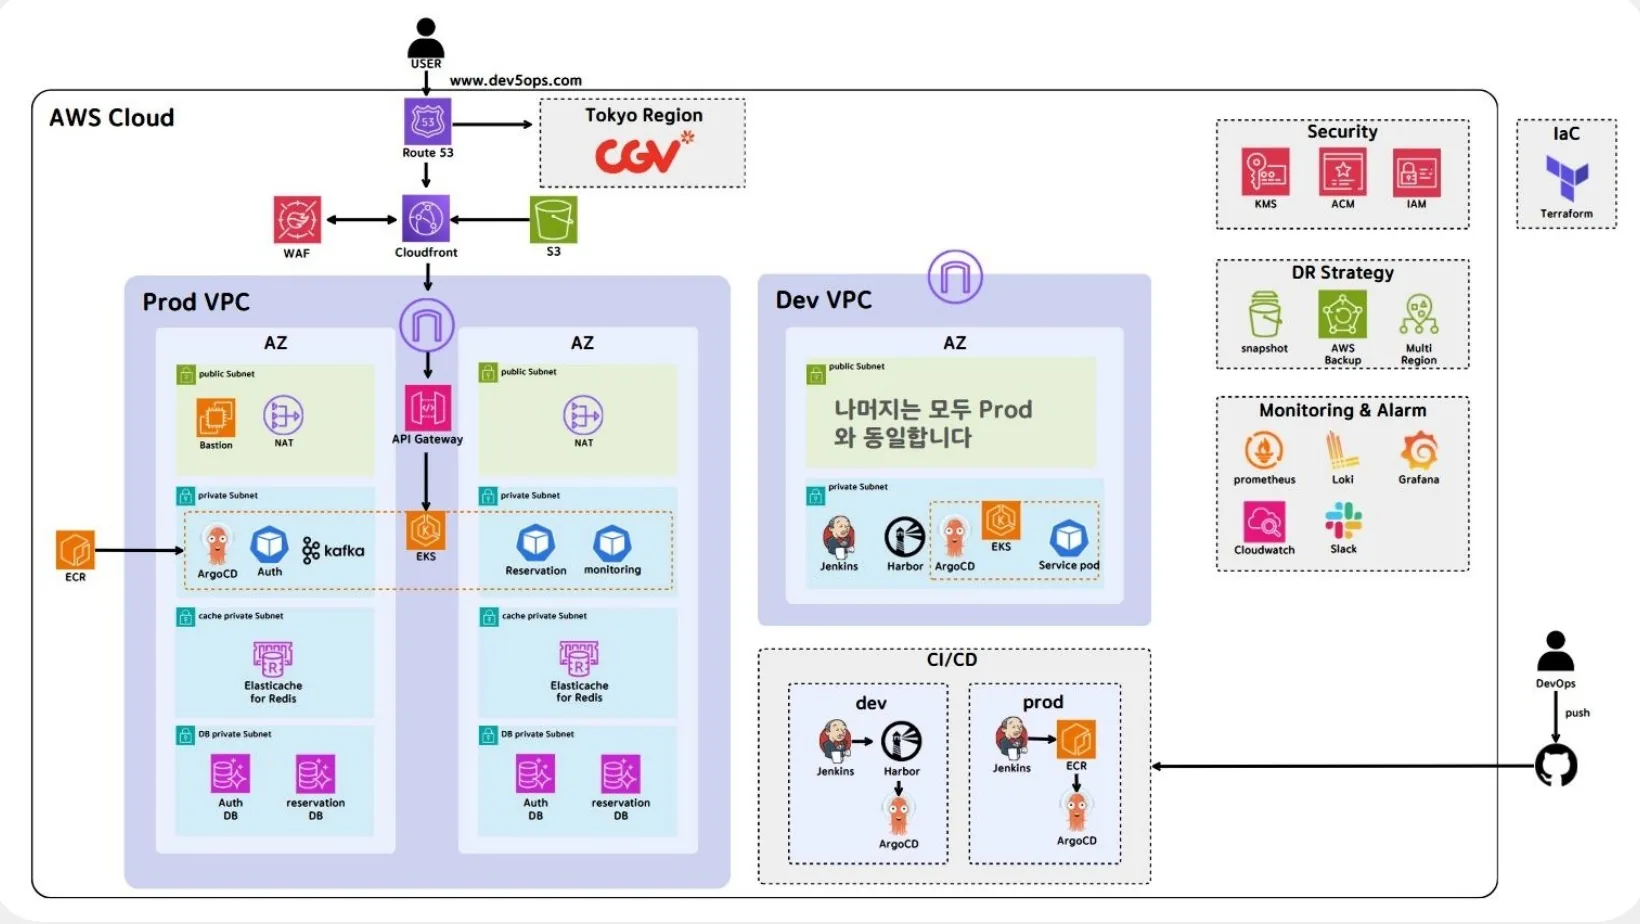 USER
www.dev5ops.com
AWS Cloud
53
Route 53
Tokyo Region
CGV
WAF
Cloudfront
S3
Prod VPC
AZ
public Subnet
Bastion
NAT
private Subnet
ArgoCD
Auth
kafka
cache private Subnet
R
Elasticache
for Redis
DB private Subnet
Auth
DB
reservation
DB
API Gateway
K
EKS
ECR
AZ
public Subnet
NAT
private Subnet
Reservation
monitoring
cache private Subnet
R
Elasticache
for Redis
DB private Subnet
Auth
DB
reservation
DB
Dev VPC
AZ
public Subnet
나머지는 모두 Prod
와 동일합니다
private Subnet
Jenkins
Harbor
ArgoCD
K
EKS
Service pod
CI/CD
dev
Jenkins
Harbor
ArgoCD
prod
Jenkins
ECR
ArgoCD
Security
KMS
ACM
IAM
DR Strategy
snapshot
AWS
Backup
Multi
Region
Monitoring & Alarm
prometheus
Loki
Grafana
Cloudwatch
Slack
IaC
Terraform
DevOps
push